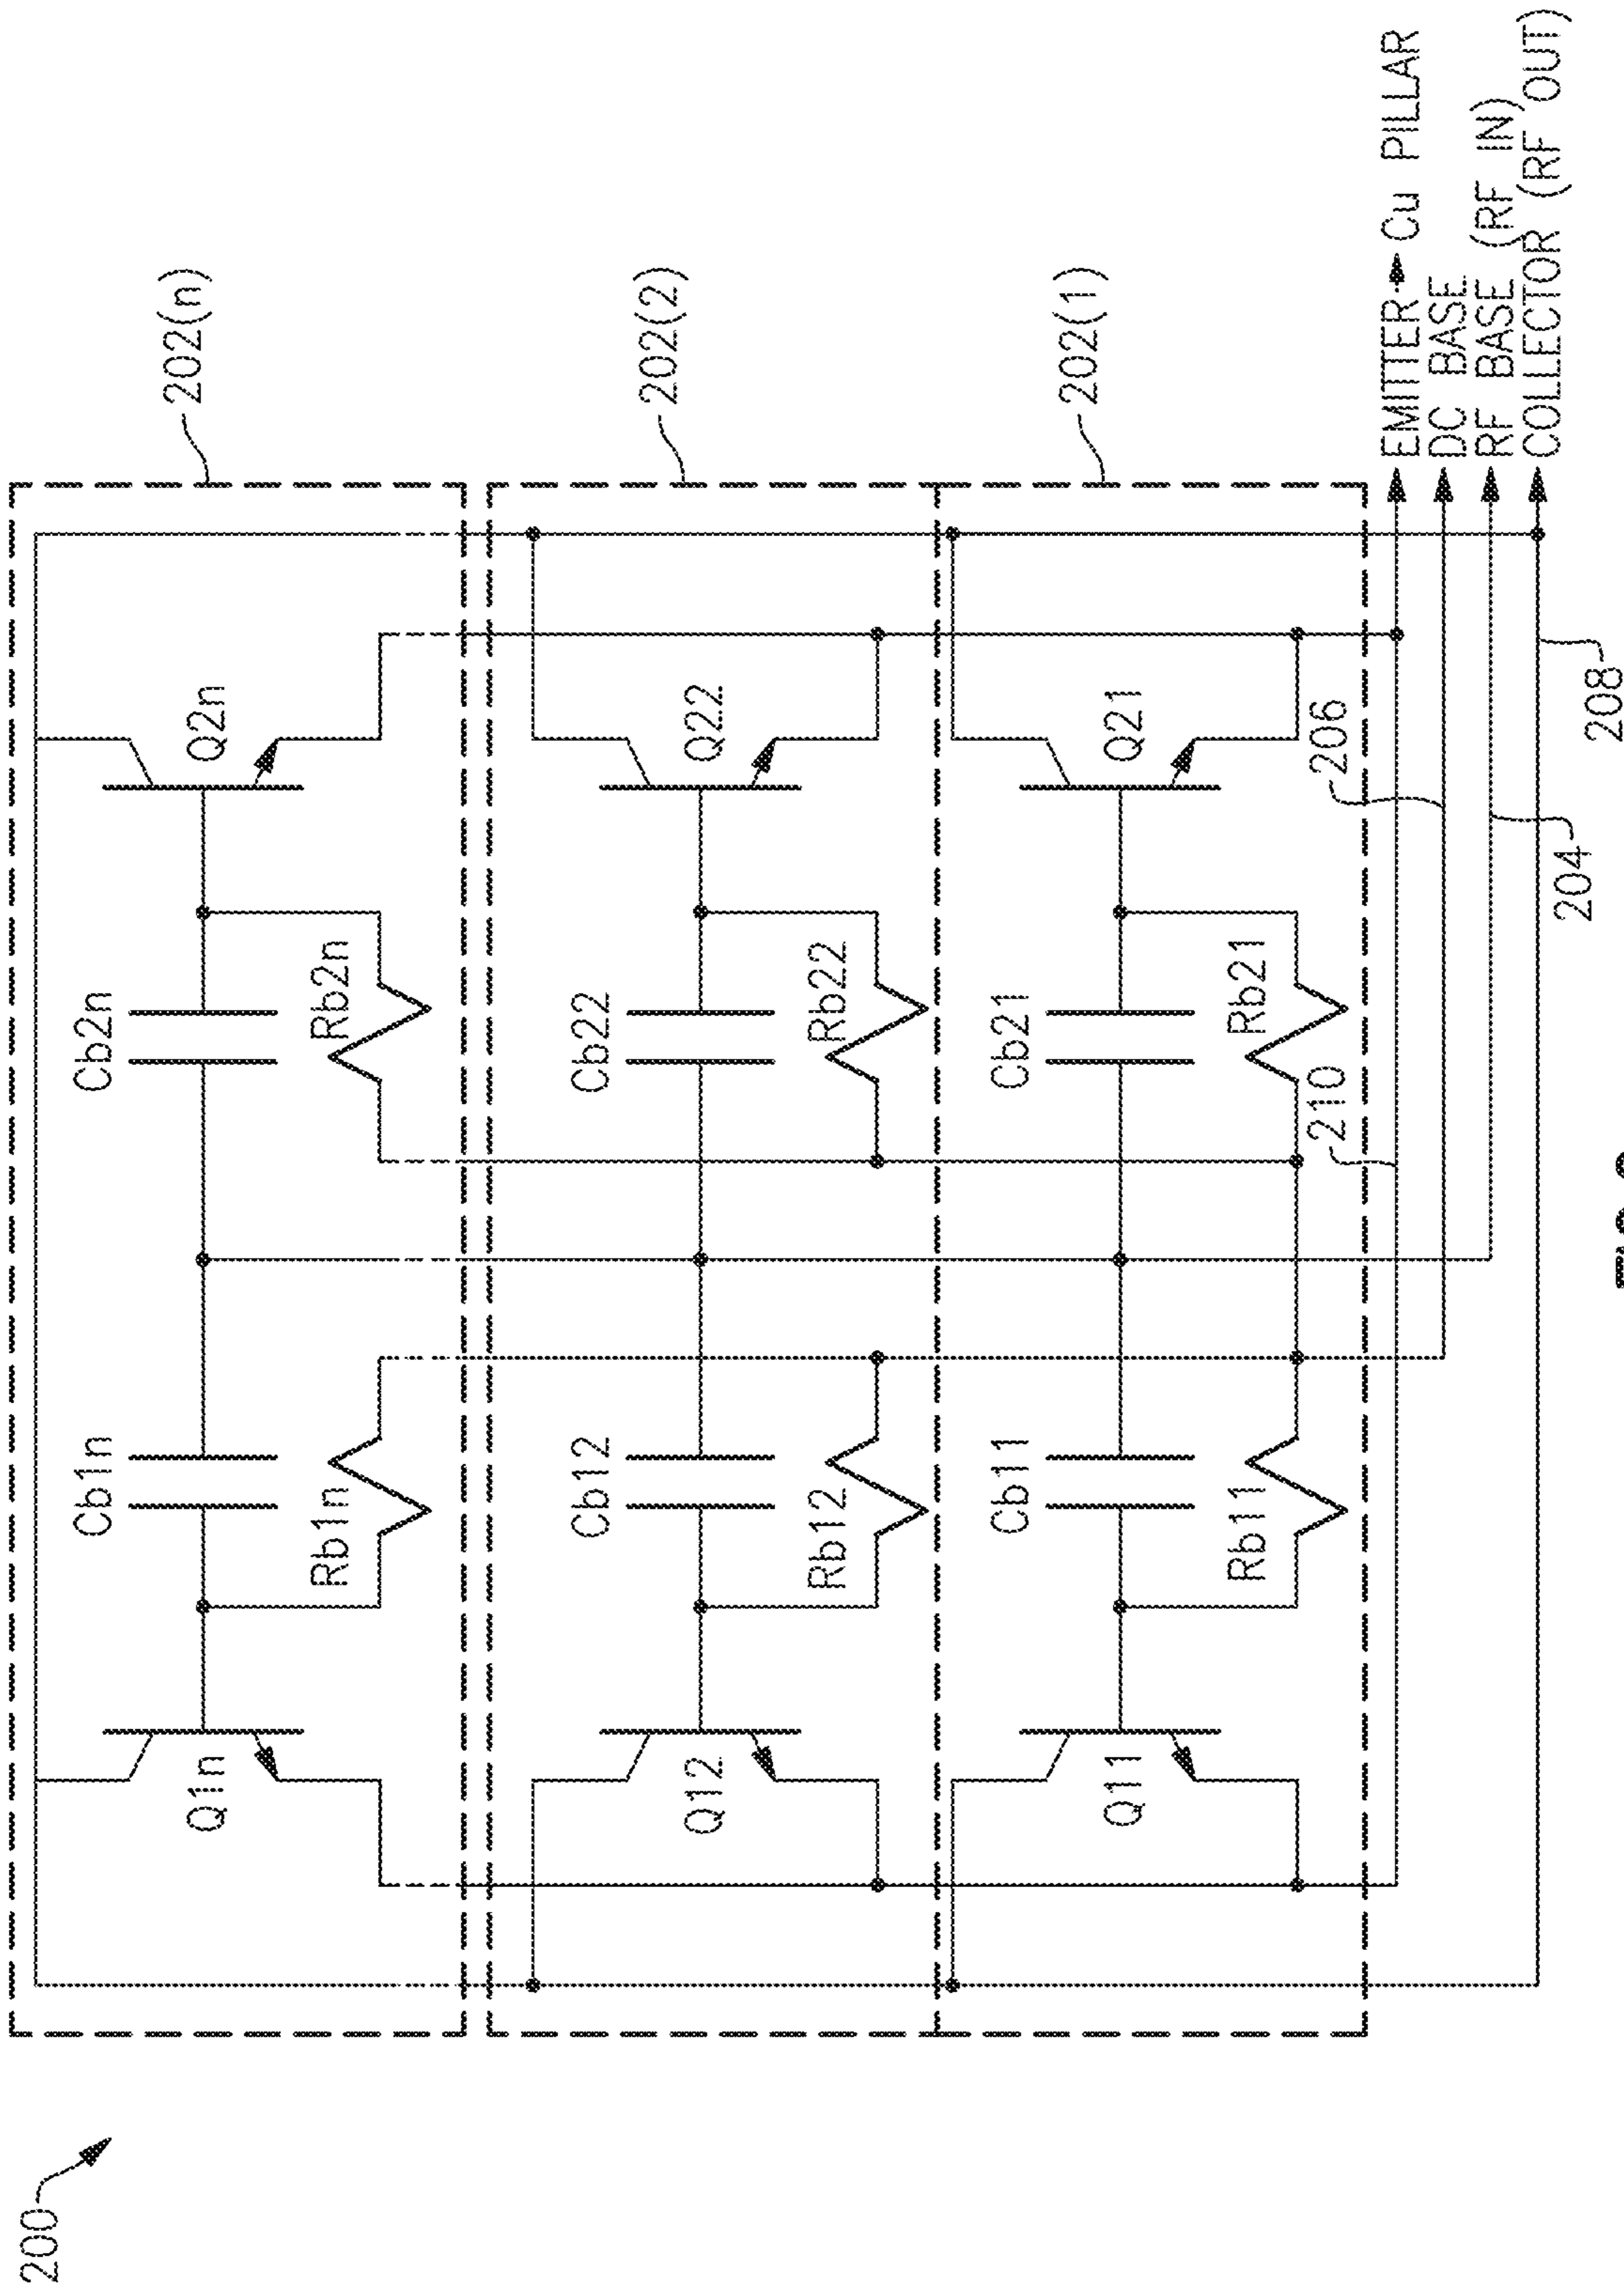 200
202(n)
Cb1n
Cb2n
Q1n
Rb1n
Rb2n
Q2n
202(2)
Cb12
Cb22
Q12
Rb12
Rb22
Q22
202(1)
Cb11
Cb21
Q11
Rb11
Rb21
Q21
210
206
EMITTER → Cu PILLAR
DC BASE
RF BASE (RF IN)
COLLECTOR (RF OUT)
204
208